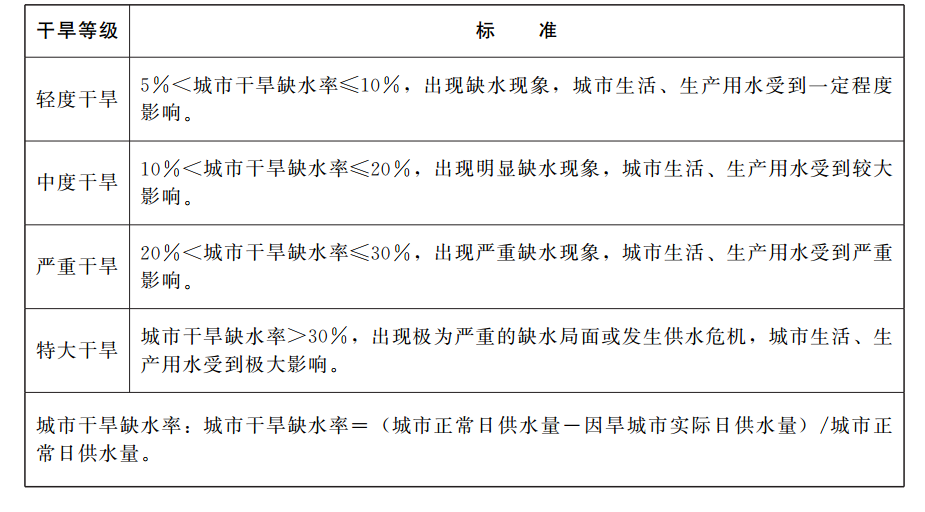 干旱等级 标 准
轻度干旱 5%<城市干旱缺水率≤10%，出现缺水现象，城市生活、生产用水受到一定程度
影响。
中度干旱 10%<城市干旱缺水率≤20%，出现明显缺水现象，城市生活、生产用水受到较大
影响。
严重干旱 20%<城市干旱缺水率≤30%，出现严重缺水现象，城市生活、生产用水受到严重
影响。
特大干旱 城市干旱缺水率>30%，出现极为严重的缺水局面或发生供水危机，城市生活、生
产用水受到极大影响。
城市干旱缺水率：城市干旱缺水率＝（城市正常日供水量－因旱城市实际日供水量）/城市正
常日供水量。